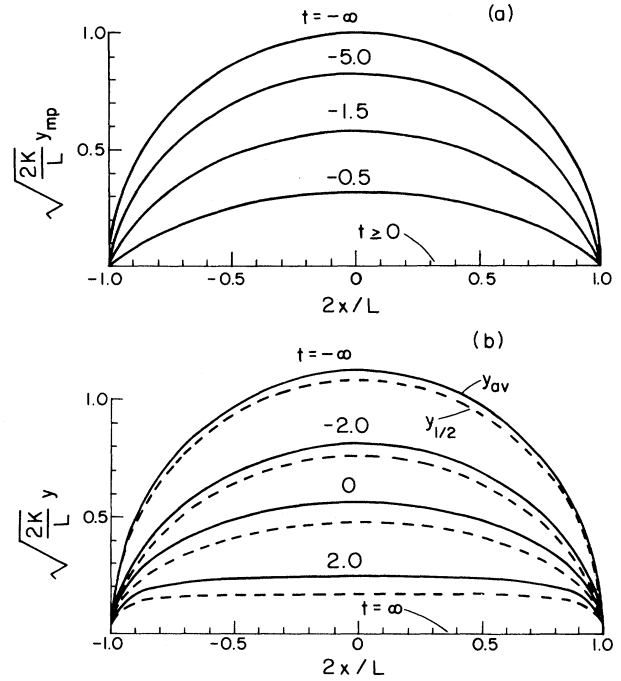 t = −∞ (a)
1.0
−5.0
−1.5
0.5
−0.5
t ≥ 0
√2K/L y_mp
−1.0 −0.5 0 0.5 1.0
2x/L
(b)
t = −∞
y_av
1.0
y_1/2
−2.0
0
0.5
2.0
t = ∞
√2K/L y
−1.0 −0.5 0 0.5 1.0
2x/L